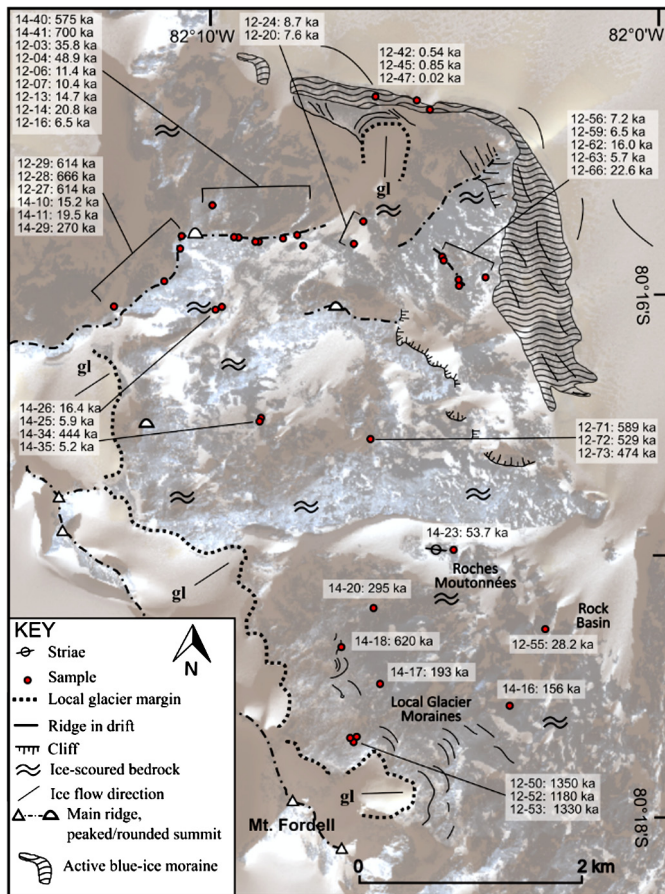 14-40: 575 ka
14-41: 700 ka
12-03: 35.8 ka
12-04: 48.9 ka
12-06: 11.4 ka
12-07: 10.4 ka
12-13: 14.7 ka
12-14: 20.8 ka
12-16: 6.5 ka
82°10'W
12-24: 8.7 ka
12-20: 7.6 ka
12-42: 0.54 ka
12-45: 0.85 ka
12-47: 0.02 ka
82°0'W
12-56: 7.2 ka
12-59: 6.5 ka
12-62: 16.0 ka
12-63: 5.7 ka
12-66: 22.6 ka
12-29: 614 ka
12-28: 666 ka
12-27: 614 ka
14-10: 15.2 ka
14-11: 19.5 ka
14-29: 270 ka
gl
80°16'S
gl
14-26: 16.4 ka
14-25: 5.9 ka
14-34: 444 ka
14-35: 5.2 ka
12-71: 589 ka
12-72: 529 ka
12-73: 474 ka
14-23: 53.7 ka
Roches
Moutonnées
gl
14-20: 295 ka
Rock
Basin
14-18: 620 ka
12-55: 28.2 ka
14-17: 193 ka
Local Glacier
Moraines
14-16: 156 ka
12-50: 1350 ka
12-52: 1180 ka
12-53: 1330 ka
gl
80°18'S
Mt. Fordell
0
2 km
KEY
N
Striae
Sample
Local glacier margin
Ridge in drift
Cliff
Ice-scoured bedrock
Ice flow direction
Main ridge,
peaked/rounded summit
Active blue-ice moraine